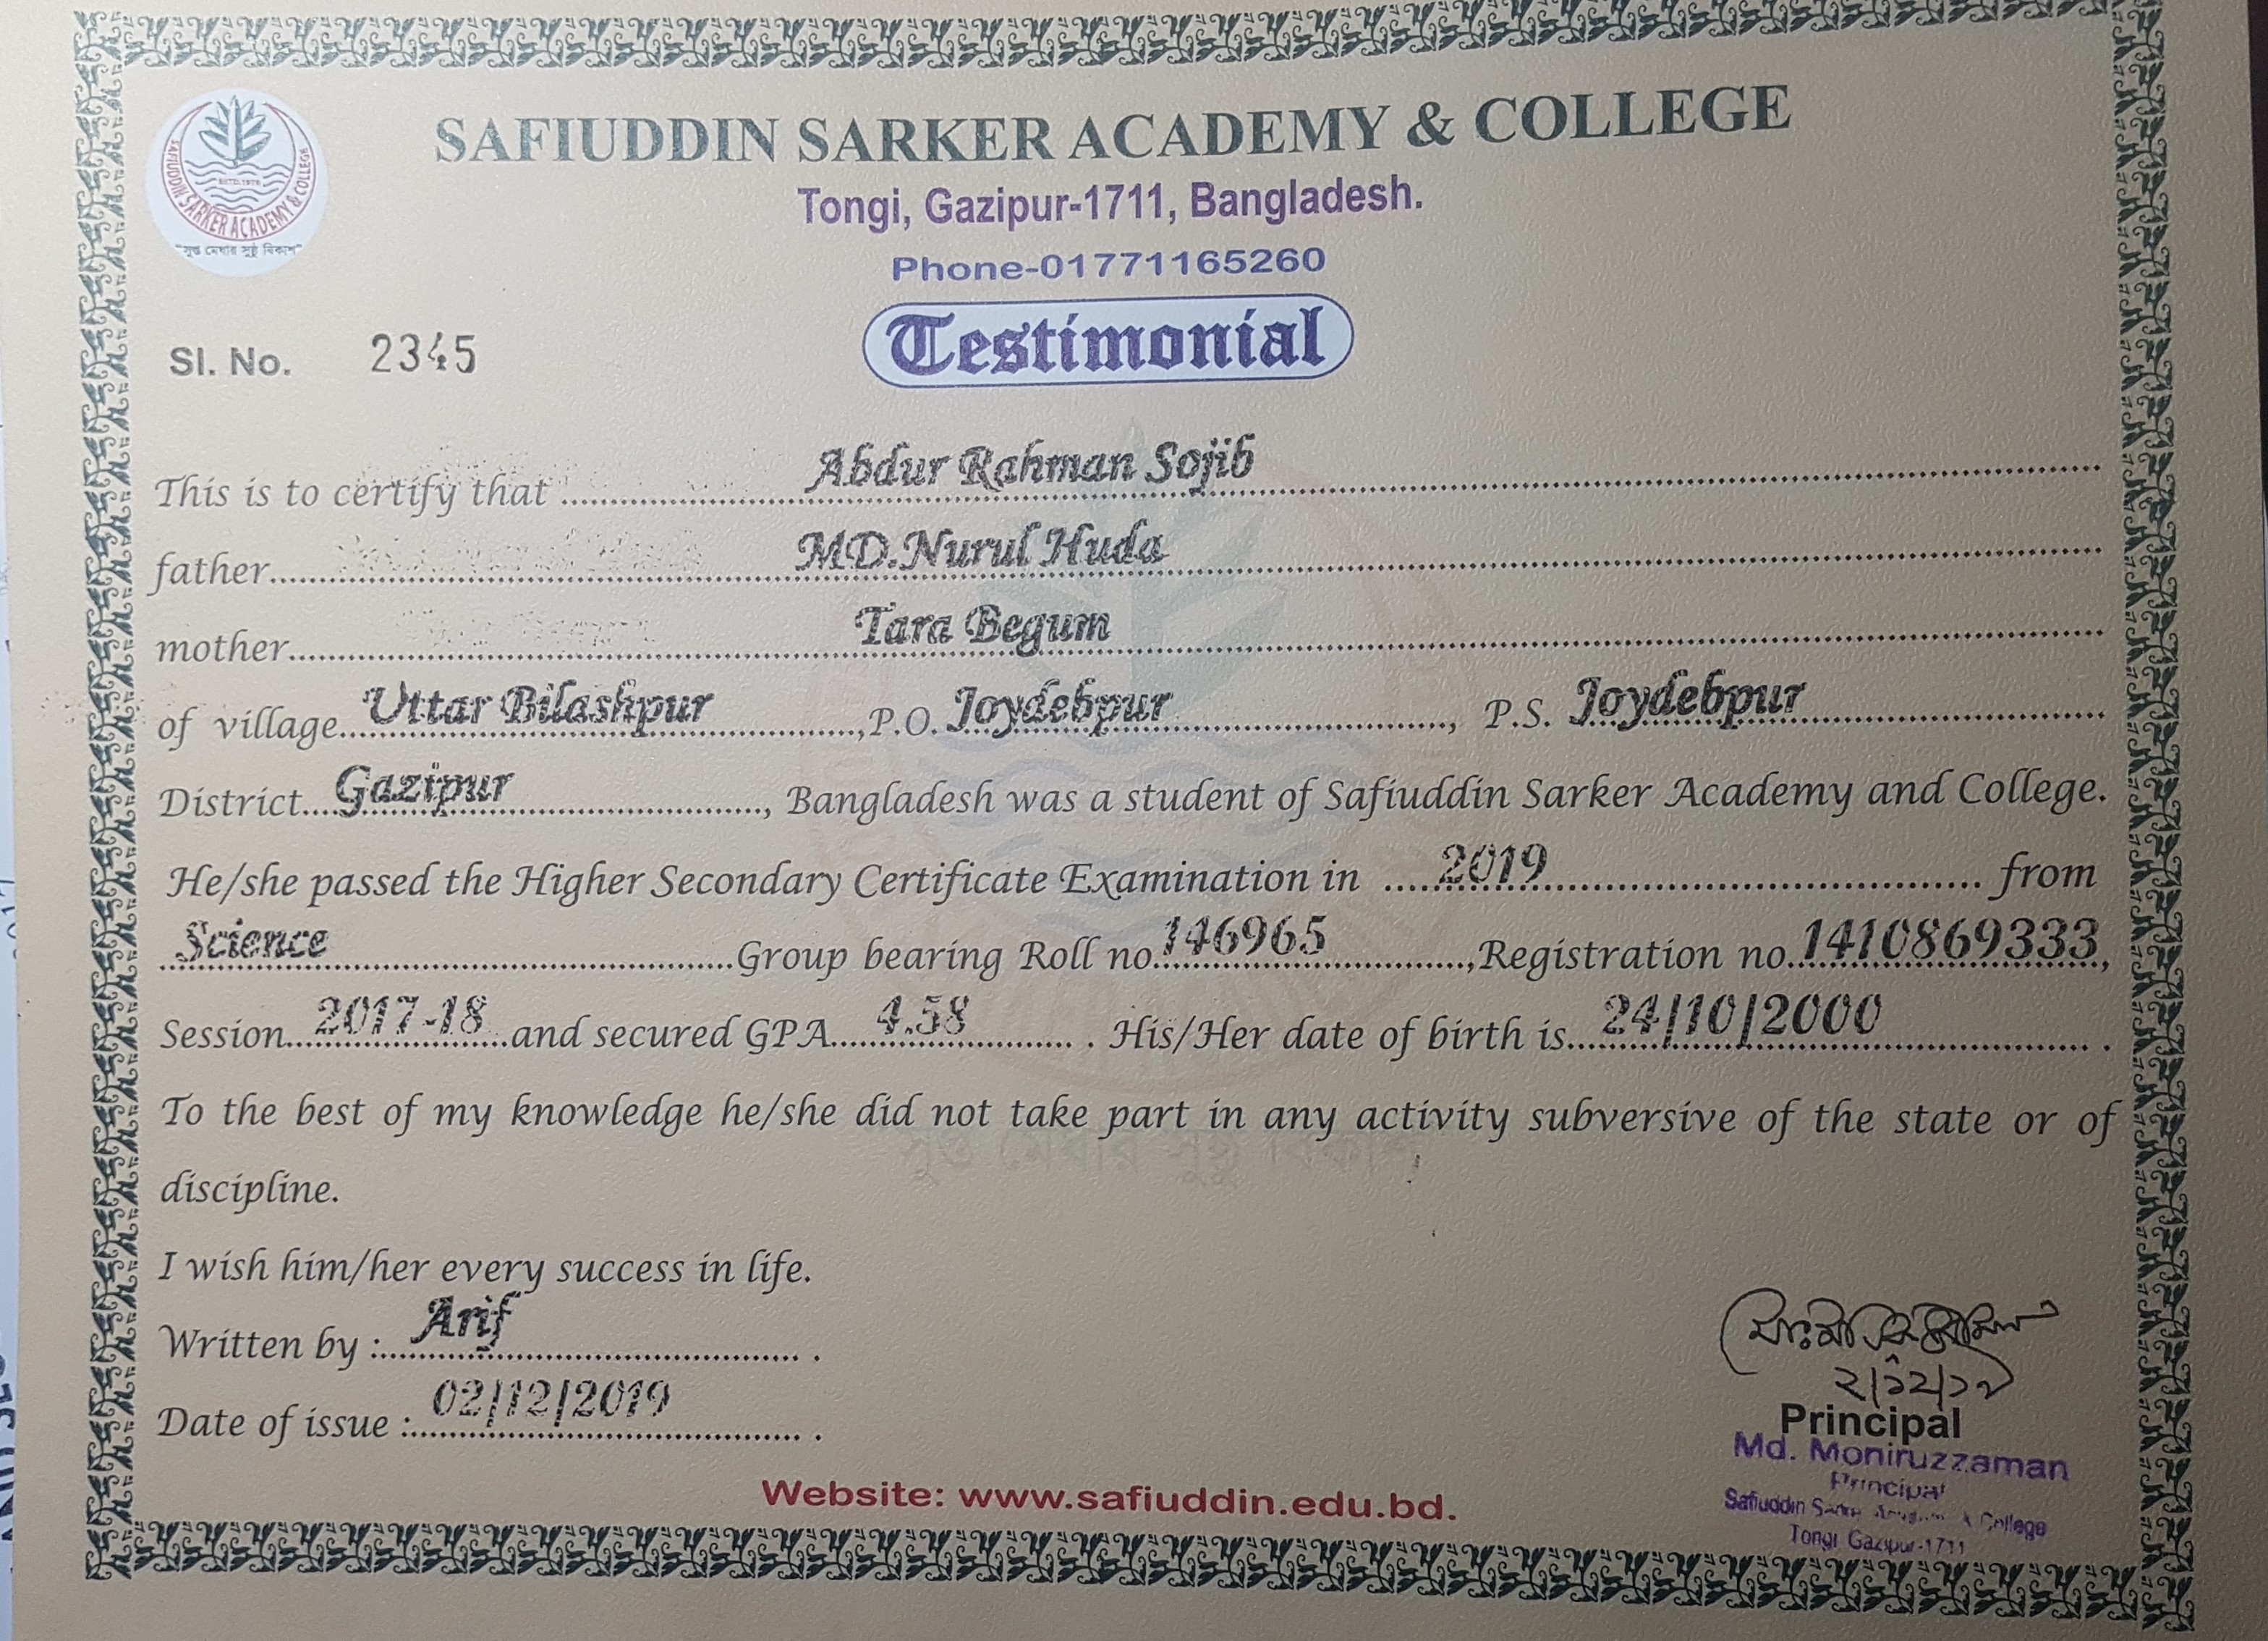 SAFIUDDIN SARKER ACADEMY & COLLEGE
ESTD.1978
"সুপ্ত মেধার সুষ্ঠু বিকাশ"
SAFIUDDIN SARKER ACADEMY & COLLEGE
Tongi, Gazipur-1711, Bangladesh.
Phone-01771165260
Testimonial
Sl. No. 2345
This is to certify that Abdur Rahman Sojib
father MD.Nurul Huda
mother Tara Begum
of village Uttar Bilashpur, P.O. Joydebpur, P.S. Joydebpur
District Gazipur, Bangladesh was a student of Safiuddin Sarker Academy and College.
He/she passed the Higher Secondary Certificate Examination in 2019 from
Science Group bearing Roll no. 146965, Registration no. 1410869333,
Session 2017-18 and secured GPA 4.58. His/Her date of birth is 24/10/2000.
To the best of my knowledge he/she did not take part in any activity subversive of the state or of
সুপ্ত মেধার সুষ্ঠু বিকাশ
discipline.
I wish him/her every success in life.
Written by : Arif.
Date of issue : 02/12/2019.
২/১২/১৯
Principal
Md. Moniruzzaman
Principal
Safiuddin Sarker Academy & College
Tongi Gazipur-1711
Website: www.safiuddin.edu.bd.